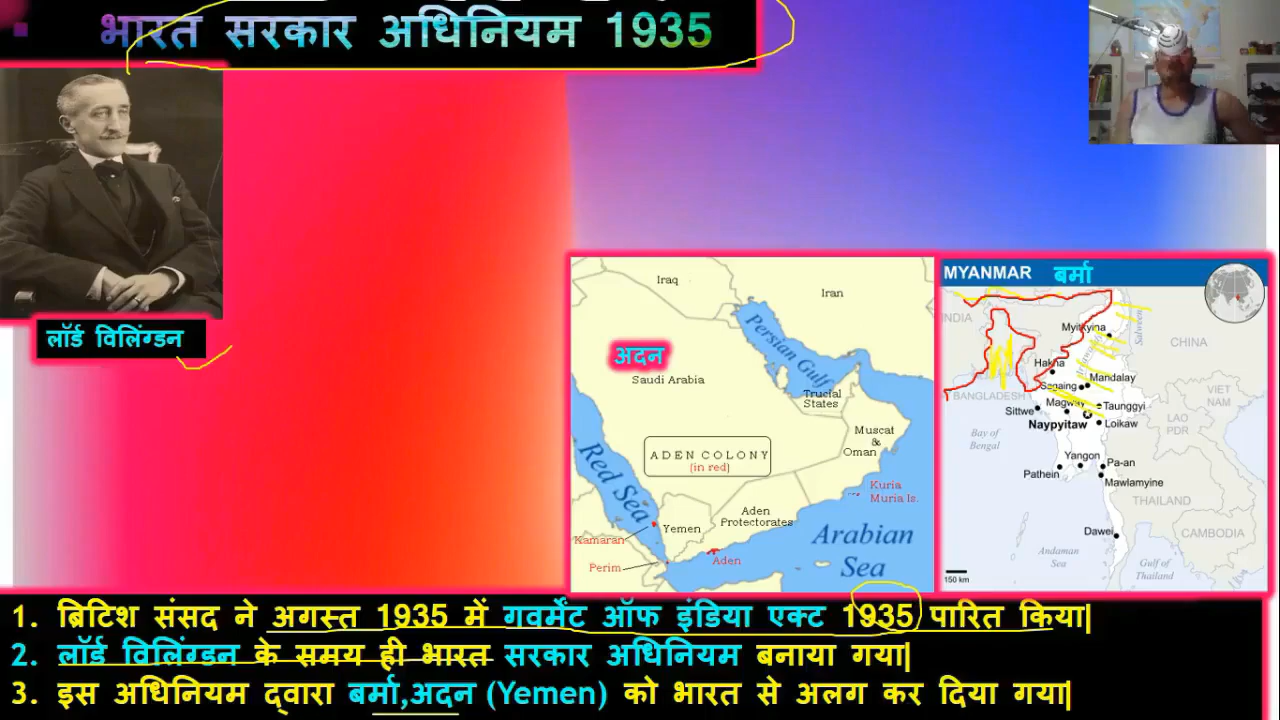 भारत सरकार अधिनियम 1935
लॉर्ड विलिंग्डन
Iraq
Iran
Persian Gulf
अदन
Saudi Arabia
Trucial
States
Muscat
&
Oman
ADEN COLONY
(in red)
Red Sea
Kuria
Muria Is.
Aden
Protectorates
Yemen
Kamaran
Perim
Aden
Arabian
Sea
MYANMAR बर्मा
INDIA
Myitkyina
Salween
CHINA
Hakha
Sagaing
Mandalay
BANGLADESH
Magway
Taunggyi
Sittwe
Naypyitaw
Loikaw
VIET
NAM
LAO
PDR
Bay of
Bengal
Yangon
Pa-an
Pathein
Mawlamyine
THAILAND
Dawei
CAMBODIA
Andaman
Sea
Gulf of
Thailand
150 km
1. ब्रिटिश संसद ने अगस्त 1935 में गवर्मेंट ऑफ इंडिया एक्ट 1935 पारित किया|
2. लॉर्ड विलिंग्डन के समय ही भारत सरकार अधिनियम बनाया गया|
3. इस अधिनियम द्वारा बर्मा,अदन (Yemen) को भारत से अलग कर दिया गया|